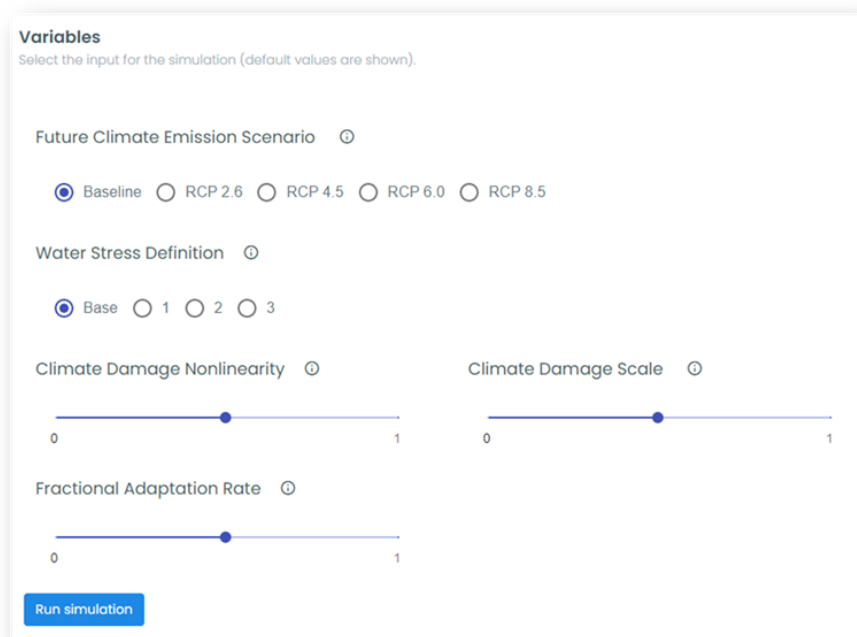 Variables
Select the input for the simulation (default values are shown).
Future Climate Emission Scenario
Baseline RCP 2.6 RCP 4.5 RCP 6.0 RCP 8.5
Water Stress Definition
Base 1 2 3
Climate Damage Nonlinearity Climate Damage Scale
0 1 0 1
Fractional Adaptation Rate
0 1
Run simulation